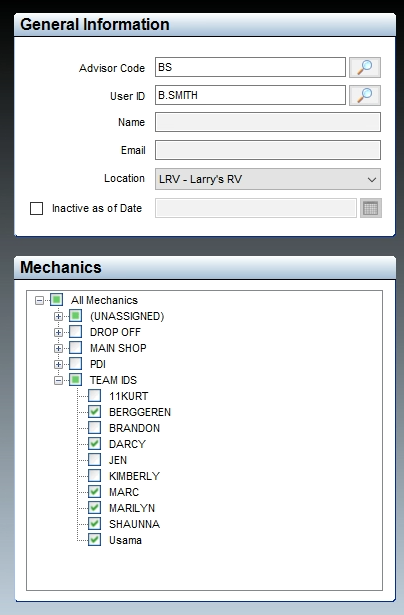 General Information
Advisor Code BS
User ID B.SMITH
Name
Email
Location LRV - Larry's RV
Inactive as of Date
Mechanics
All Mechanics
(UNASSIGNED)
DROP OFF
MAIN SHOP
PDI
TEAM IDS
11KURT
BERGGEREN
BRANDON
DARCY
JEN
KIMBERLY
MARC
MARILYN
SHAUNNA
Usama